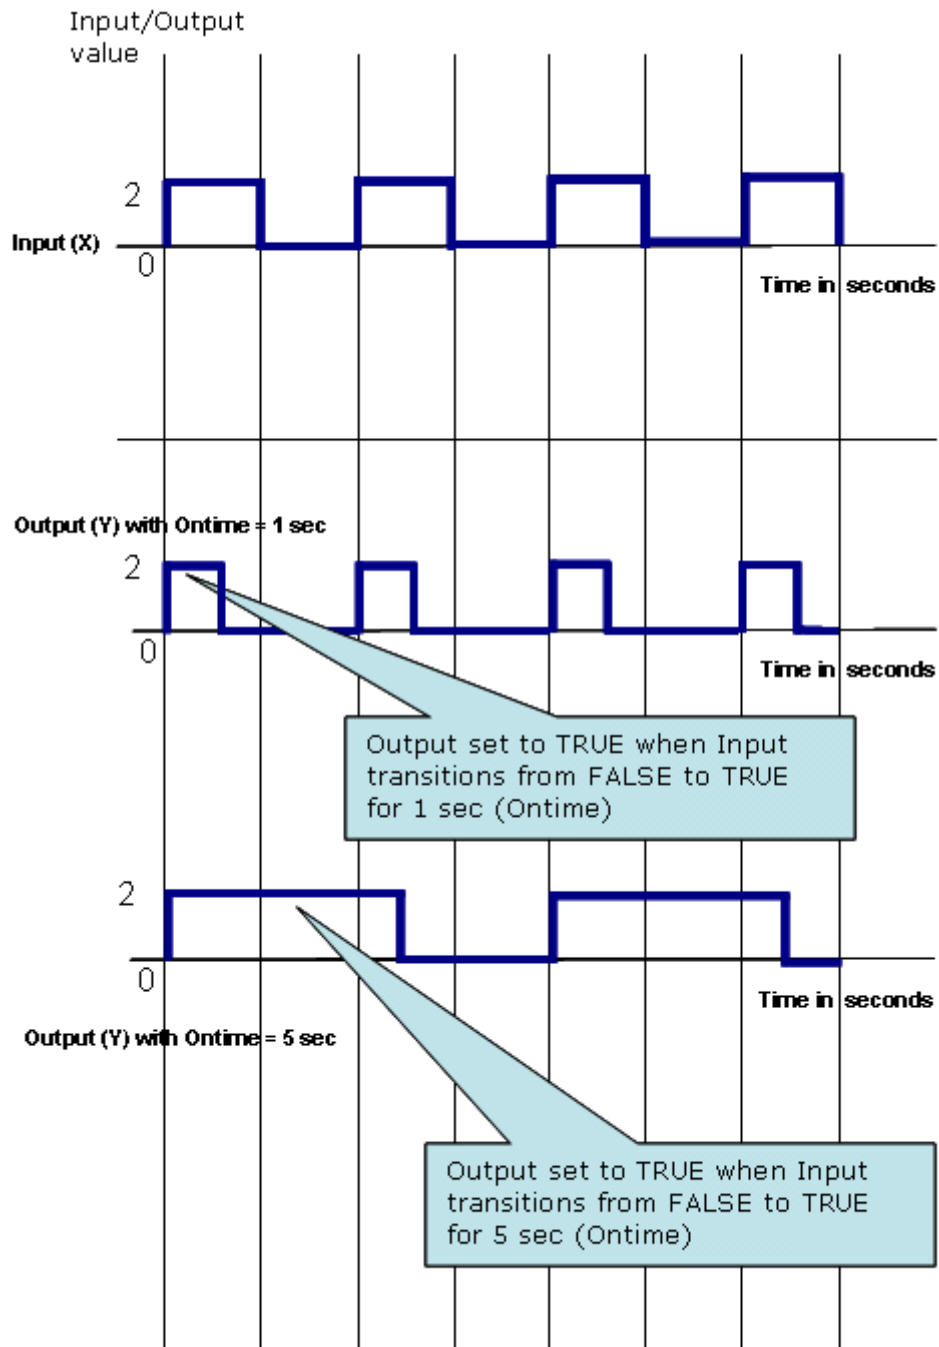 Input/Output
value
2
Input (X)
0
Time in seconds
Output (Y) with Ontime = 1 sec
2
0
Time in seconds
Output set to TRUE when Input
transitions from FALSE to TRUE
for 1 sec (Ontime)
2
0
Time in seconds
Output (Y) with Ontime = 5 sec
Output set to TRUE when Input
transitions from FALSE to TRUE
for 5 sec (Ontime)